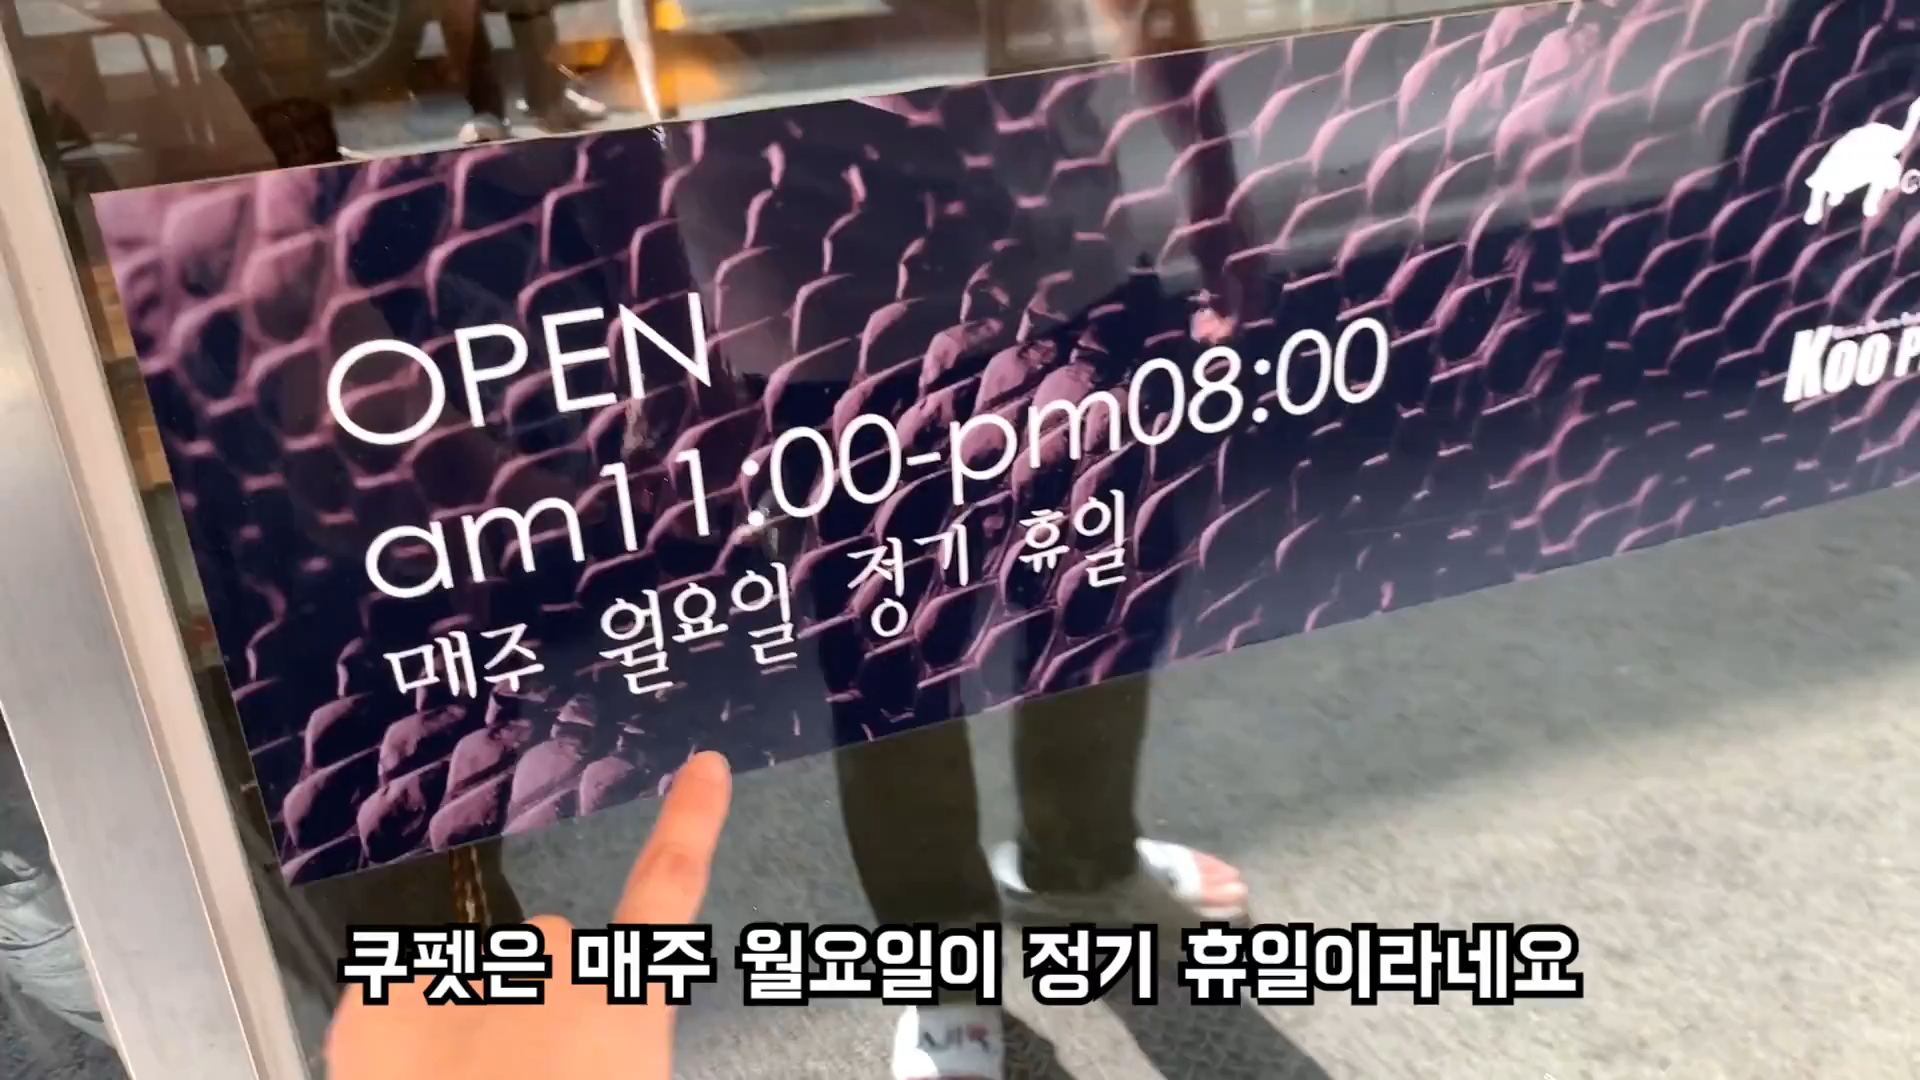 OPEN
am11:00-pm08:00
매주 월요일 정기 휴일
KOO
쿠펫은 매주 월요일이 정기 휴일이라네요